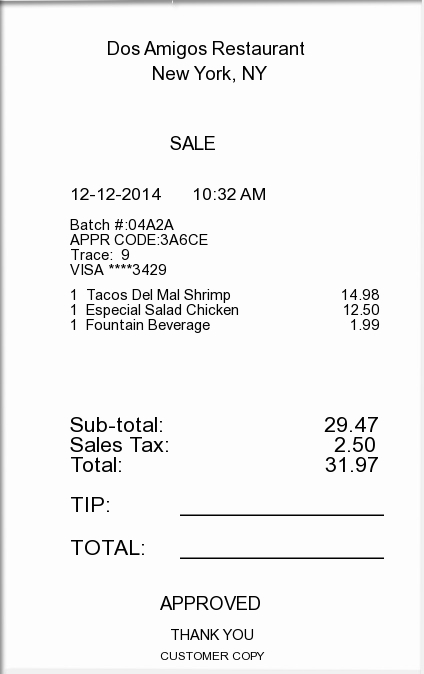 Dos Amigos Restaurant
New York, NY
SALE
12-12-2014 10:32 AM
Batch #:04A2A
APPR CODE:3A6CE
Trace: 9
VISA ****3429
1 Tacos Del Mal Shrimp 14.98
1 Especial Salad Chicken 12.50
1 Fountain Beverage 1.99
Sub-total: 29.47
Sales Tax: 2.50
Total: 31.97
TIP:
TOTAL:
APPROVED
THANK YOU
CUSTOMER COPY